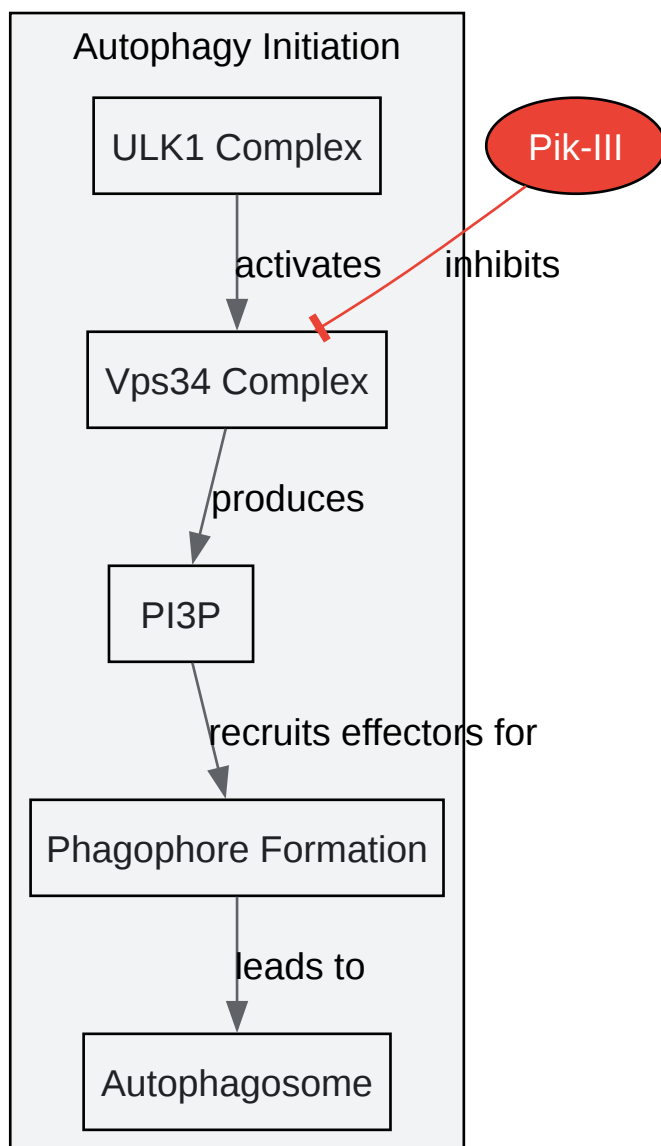 Autophagy Initiation
ULK1 Complex
Pik-III
activates
inhibits
Vps34 Complex
produces
PI3P
recruits effectors for
Phagophore Formation
leads to
Autophagosome